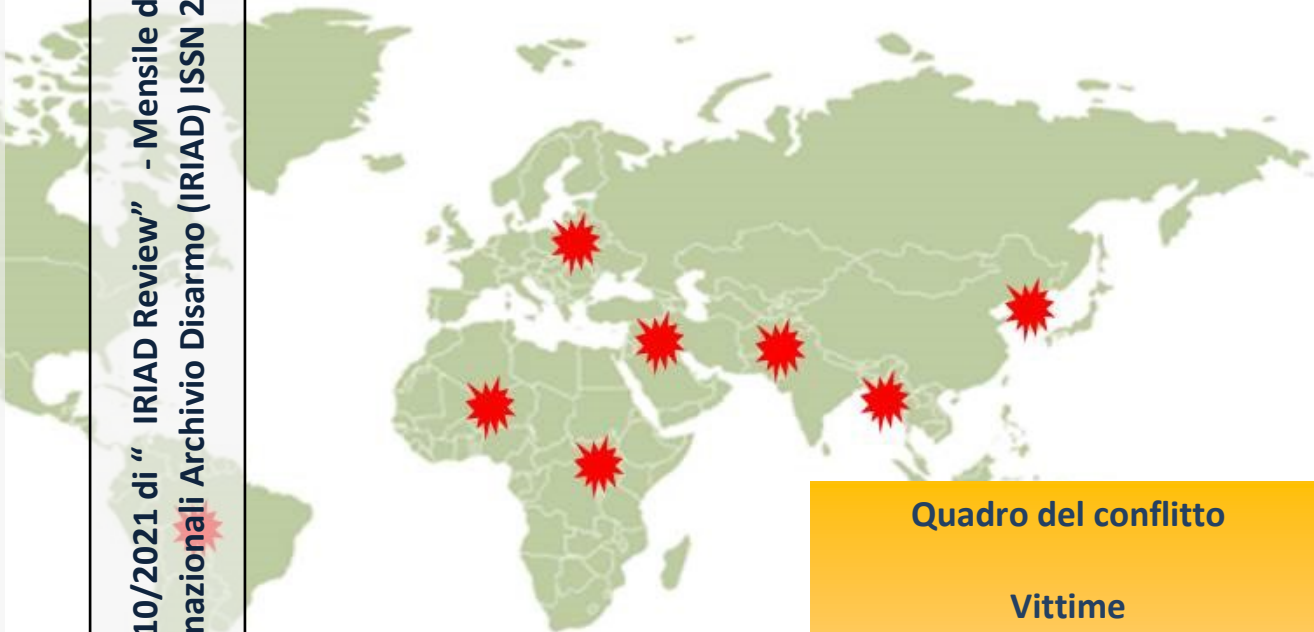 10/2021 di “ IRIAD Review” - Mensile d
nazionali Archivio Disarmo (IRIAD) ISSN 2
Quadro del conflitto
Vittime